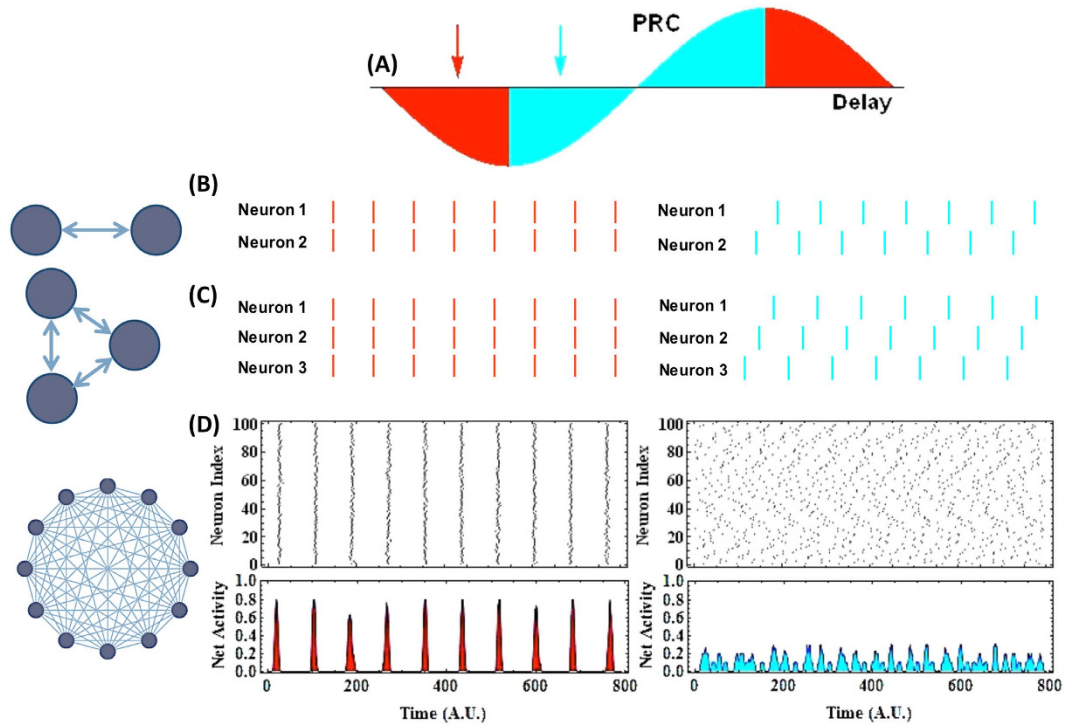 PRC
(A)
Delay
(B)
Neuron 1
Neuron 2
Neuron 1
Neuron 2
(C)
Neuron 1
Neuron 2
Neuron 3
Neuron 1
Neuron 2
Neuron 3
(D)
Neuron Index
100
80
60
40
20
0
Neuron Index
100
80
60
40
20
0
Net Activity
1.0
0.8
0.6
0.4
0.2
0.0
0 200 400 600 800
Time (A.U.)
Net Activity
1.0
0.8
0.6
0.4
0.2
0.0
0 200 400 600 800
Time (A.U.)